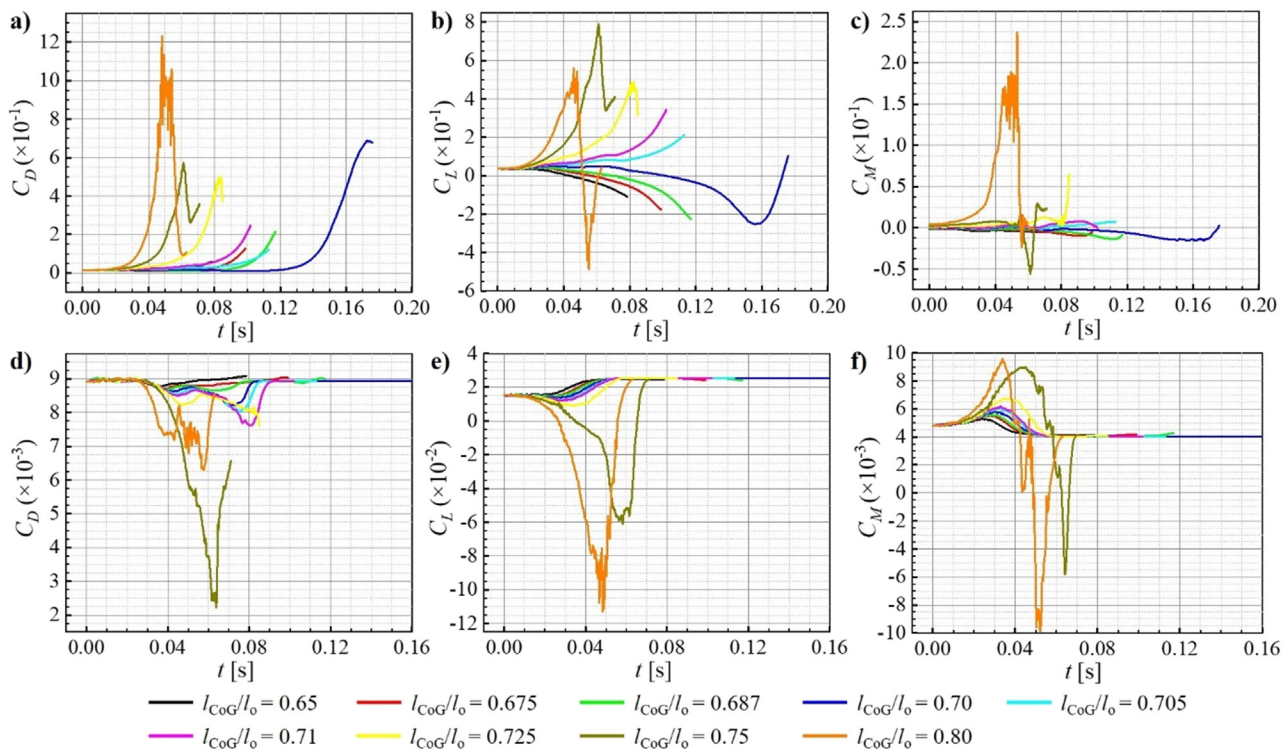 a)
C_D (×10⁻¹)
12
10
8
6
4
2
0
0.00 0.04 0.08 0.12 0.16 0.20
t [s]
b)
C_L (×10⁻¹)
8
6
4
2
0
-2
-4
-6
0.00 0.04 0.08 0.12 0.16 0.20
t [s]
c)
C_M (×10⁻¹)
2.5
2.0
1.5
1.0
0.5
0.0
-0.5
0.00 0.04 0.08 0.12 0.16 0.20
t [s]
d)
C_D (×10⁻³)
9
8
7
6
5
4
3
2
0.00 0.04 0.08 0.12 0.16
t [s]
e)
C_L (×10⁻²)
4
2
0
-2
-4
-6
-8
-10
-12
0.00 0.04 0.08 0.12 0.16
t [s]
f)
C_M (×10⁻³)
10
8
6
4
2
0
-2
-4
-6
-8
-10
0.00 0.04 0.08 0.12 0.16
t [s]
l_CoG/l_o = 0.65 l_CoG/l_o = 0.675 l_CoG/l_o = 0.687 l_CoG/l_o = 0.70 l_CoG/l_o = 0.705
l_CoG/l_o = 0.71 l_CoG/l_o = 0.725 l_CoG/l_o = 0.75 l_CoG/l_o = 0.80